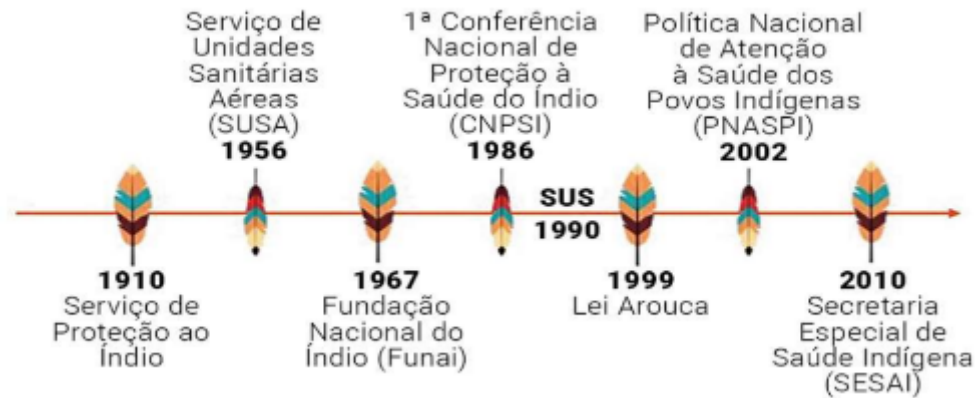 Serviço de
Unidades
Sanitárias
Aéreas
(SUSA)
1956
1ª Conferência
Nacional de
Proteção à
Saúde do Índio
(CNPSI)
1986
Política Nacional
de Atenção
à Saúde dos
Povos Indígenas
(PNASPI)
2002
SUS
1990
1910
Serviço de
Proteção ao
Índio
1967
Fundação
Nacional do
Índio (Funai)
1999
Lei Arouca
2010
Secretaria
Especial de
Saúde Indígena
(SESAI)